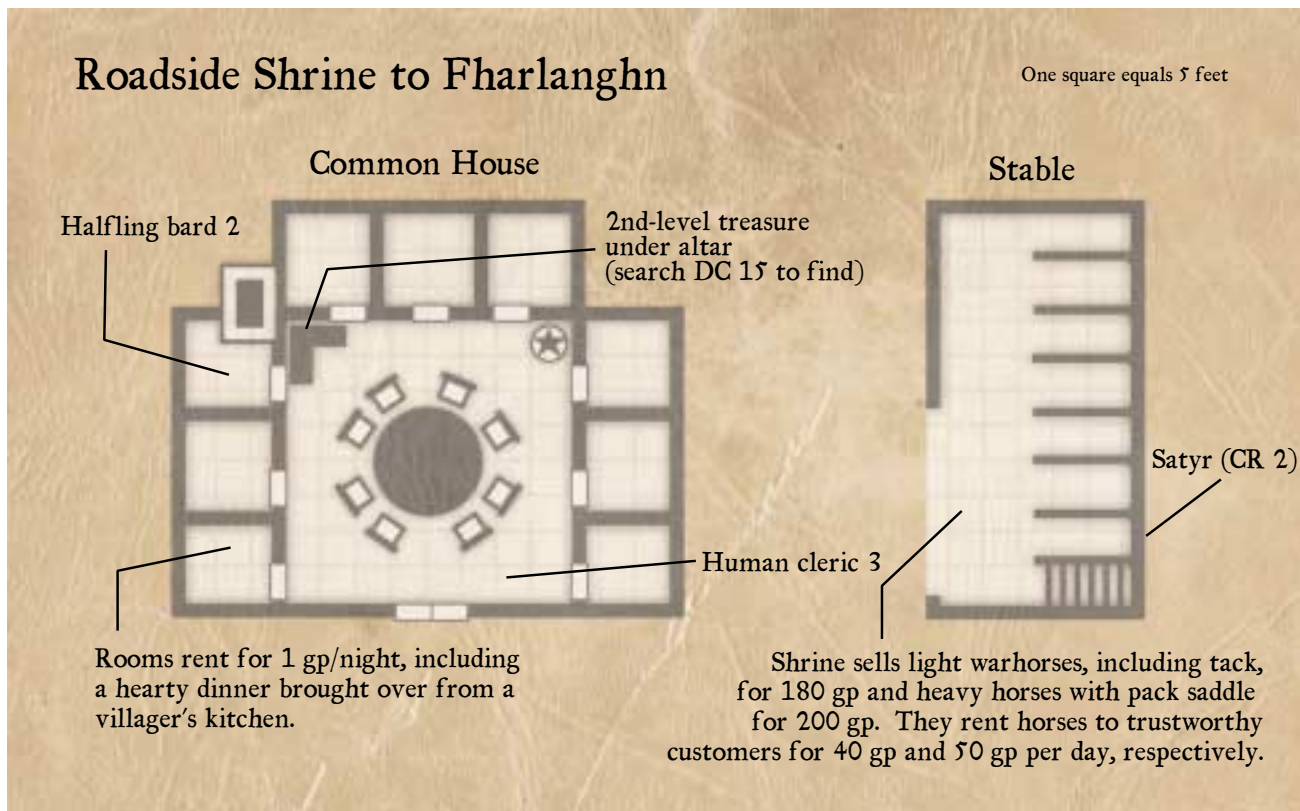 Roadside Shrine to Fharlanghn
One square equals 5 feet
Common House
Stable
Halfling bard 2
2nd-level treasure
under altar
(search DC 15 to find)
Satyr (CR 2)
Human cleric 3
Rooms rent for 1 gp/night, including
a hearty dinner brought over from a
villager's kitchen.
Shrine sells light warhorses, including tack,
for 180 gp and heavy horses with pack saddle
for 200 gp. They rent horses to trustworthy
customers for 40 gp and 50 gp per day, respectively.